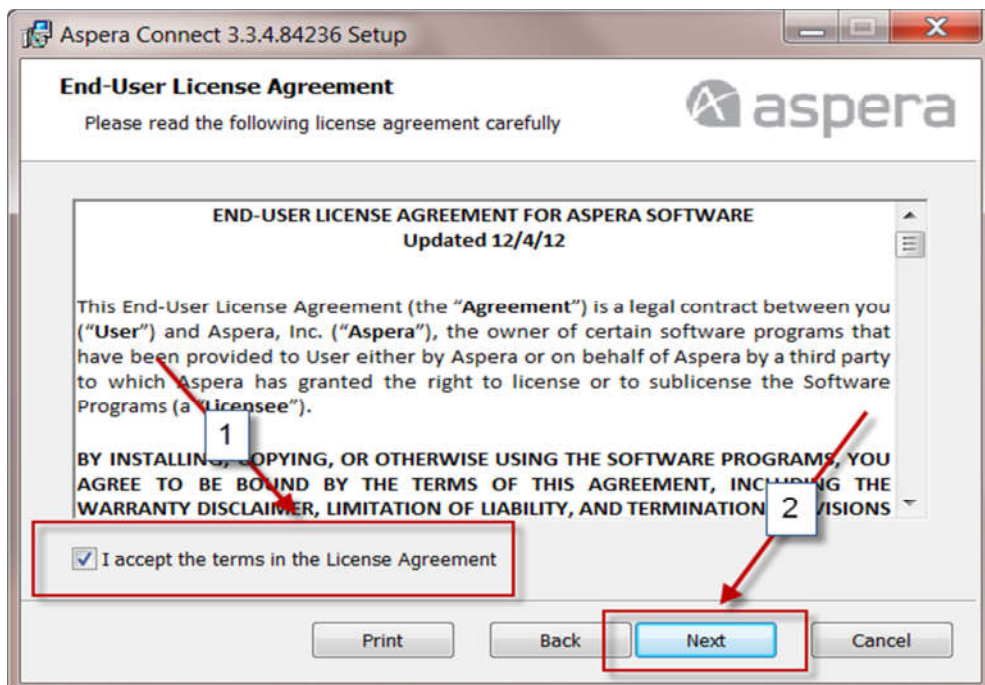 Aspera Connect 3.3.4.84236 Setup
End-User License Agreement
Please read the following license agreement carefully
aspera
END-USER LICENSE AGREEMENT FOR ASPERA SOFTWARE
Updated 12/4/12
This End-User License Agreement (the “Agreement”) is a legal contract between you
(“User”) and Aspera, Inc. (“Aspera”), the owner of certain software programs that
have been provided to User either by Aspera or on behalf of Aspera by a third party
to which Aspera has granted the right to license or to sublicense the Software
Programs (a “Licensee”).
1
BY INSTALLING, COPYING, OR OTHERWISE USING THE SOFTWARE PROGRAMS, YOU
AGREE TO BE BOUND BY THE TERMS OF THIS AGREEMENT, INCLUDING THE
WARRANTY DISCLAIMER, LIMITATION OF LIABILITY, AND TERMINATION
2
I accept the terms in the License Agreement
Print
Back
Next
Cancel